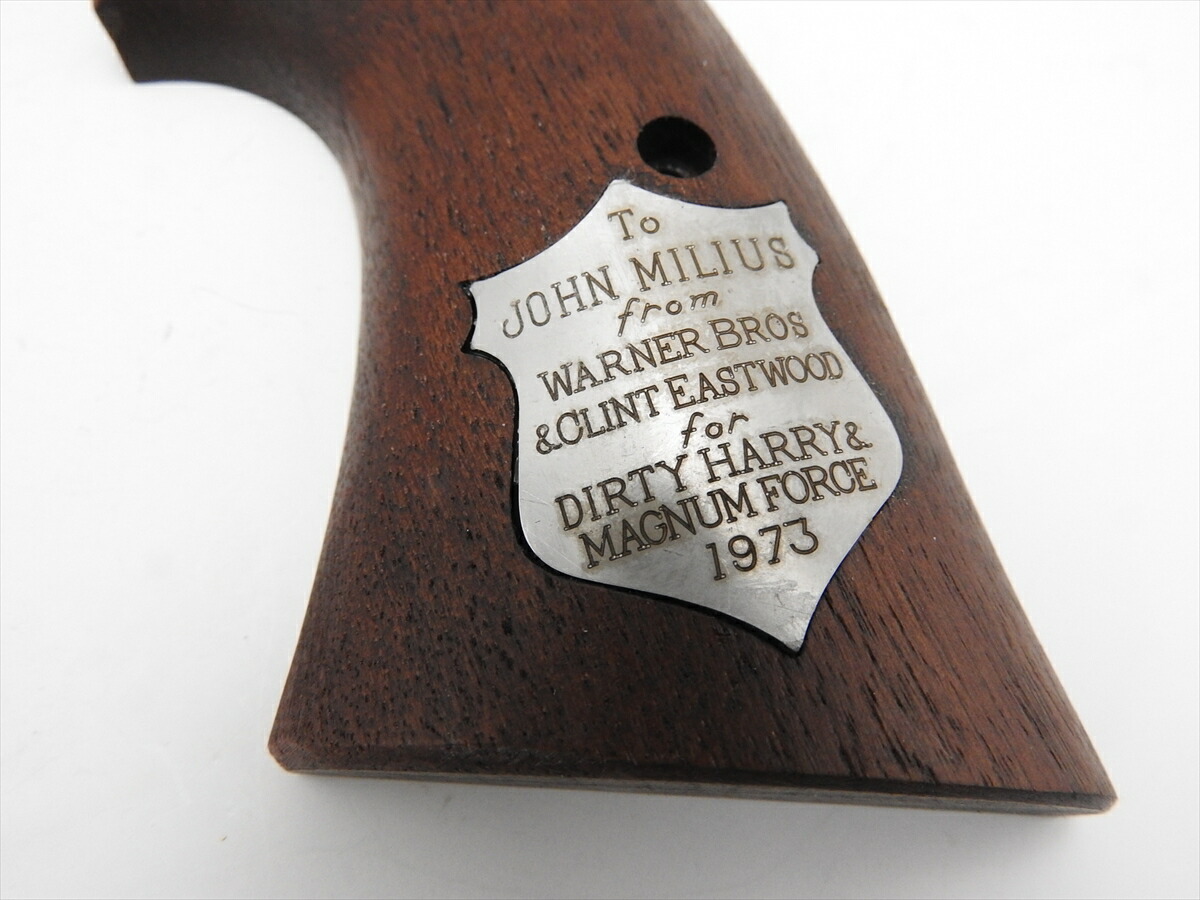 To
JOHN MILIUS
from
WARNER BROS
&CLINT EASTWOOD
for
DIRTY HARRY&
MAGNUM FORCE
1973